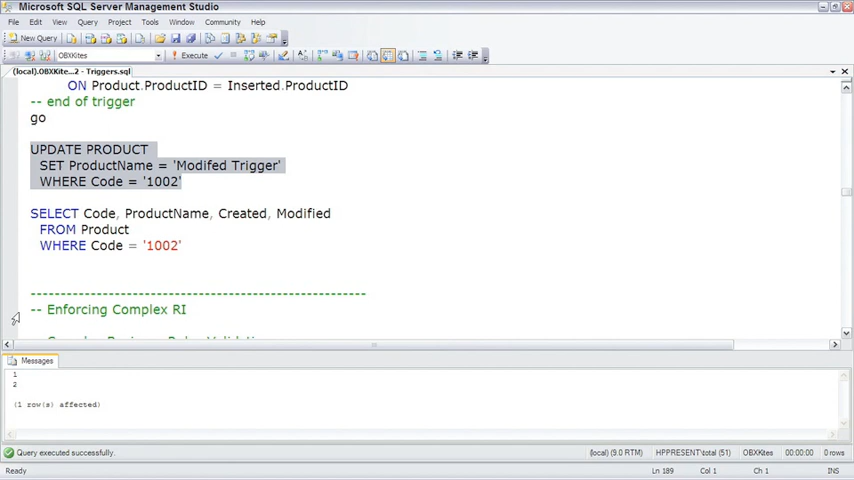 Microsoft SQL Server Management Studio
File Edit View Query Project Tools Window Community Help
New Query
OBXKites Execute
(local).OBXKite...2 - Triggers.sql
ON Product.ProductID = Inserted.ProductID
-- end of trigger
go
UPDATE PRODUCT
SET ProductName = 'Modifed Trigger'
WHERE Code = '1002'
SELECT Code, ProductName, Created, Modified
FROM Product
WHERE Code = '1002'
----------------------------------------------------------------
-- Enforcing Complex RI
Messages
1
2
(1 row(s) affected)
Query executed successfully. (local) (9.0 RTM) HPPRESENT\total (51) OBXKites 00:00:00 0 rows
Ready Ln 189 Col 1 Ch 1 INS